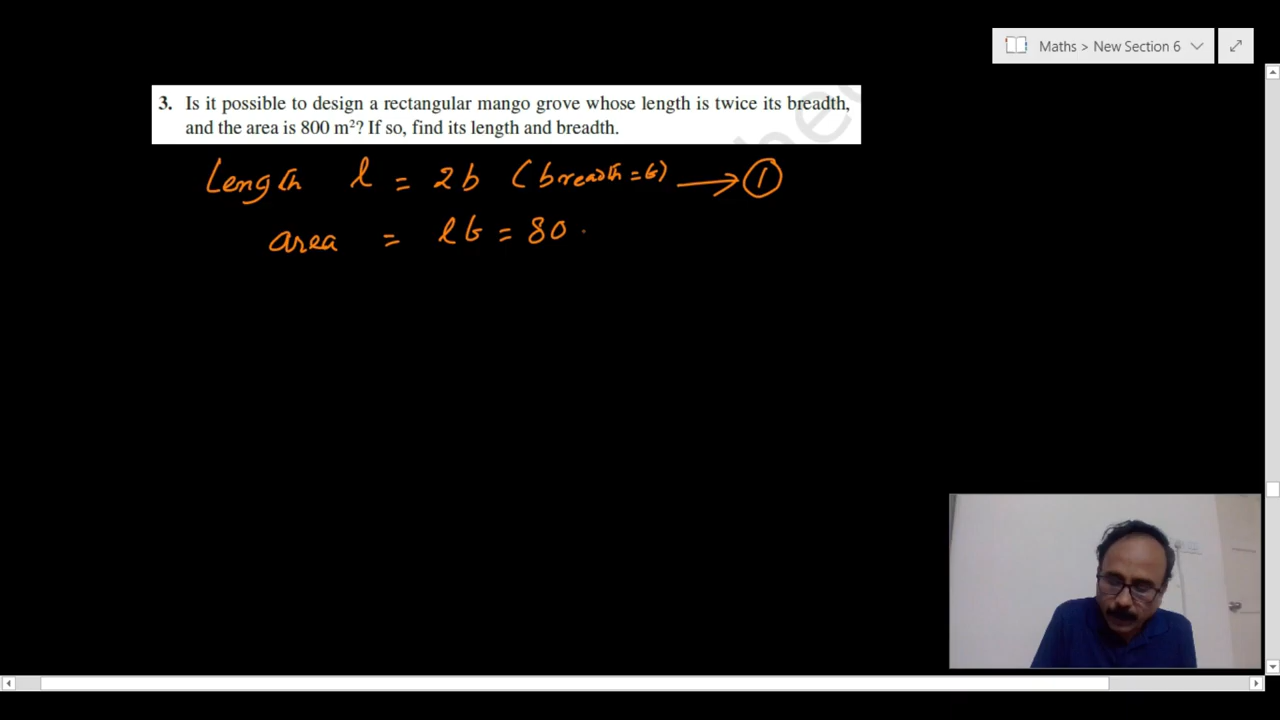 Maths > New Section 6
3. Is it possible to design a rectangular mango grove whose length is twice its breadth,
and the area is 800 m²? If so, find its length and breadth.
Length l = 2b (breadth = b) → ①
area = lb = 80